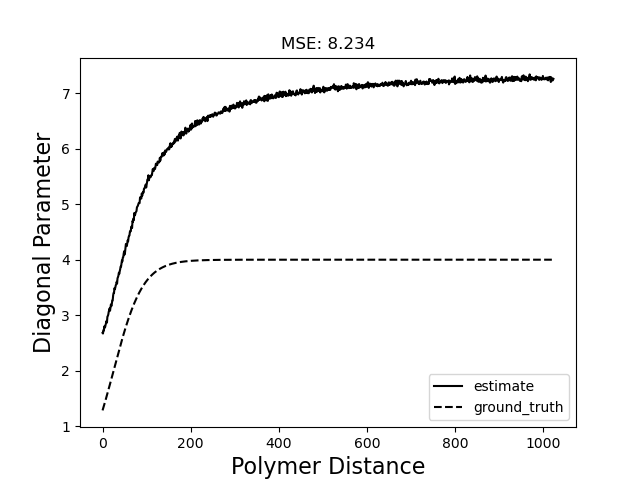 MSE: 8.234
Diagonal Parameter
7
6
5
4
3
2
1
estimate
ground_truth
0 200 400 600 800 1000
Polymer Distance